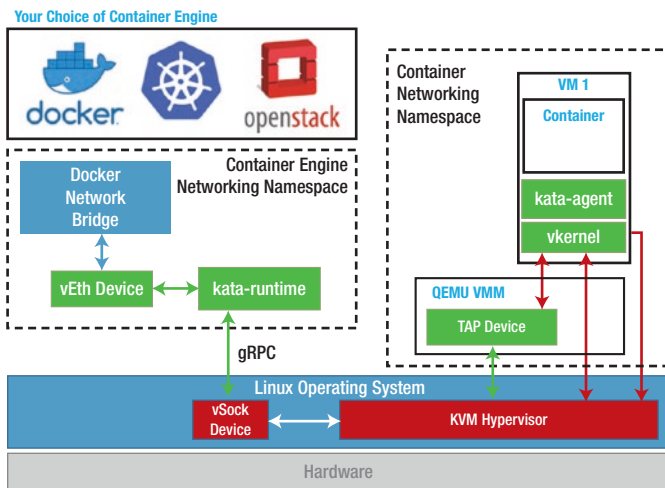 Your Choice of Container Engine
docker
openstack
Container Engine
Networking Namespace
Docker
Network
Bridge
vEth Device
kata-runtime
gRPC
Container
Networking
Namespace
VM 1
Container
kata-agent
vkernel
QEMU VMM
TAP Device
Linux Operating System
vSock
Device
KVM Hypervisor
Hardware